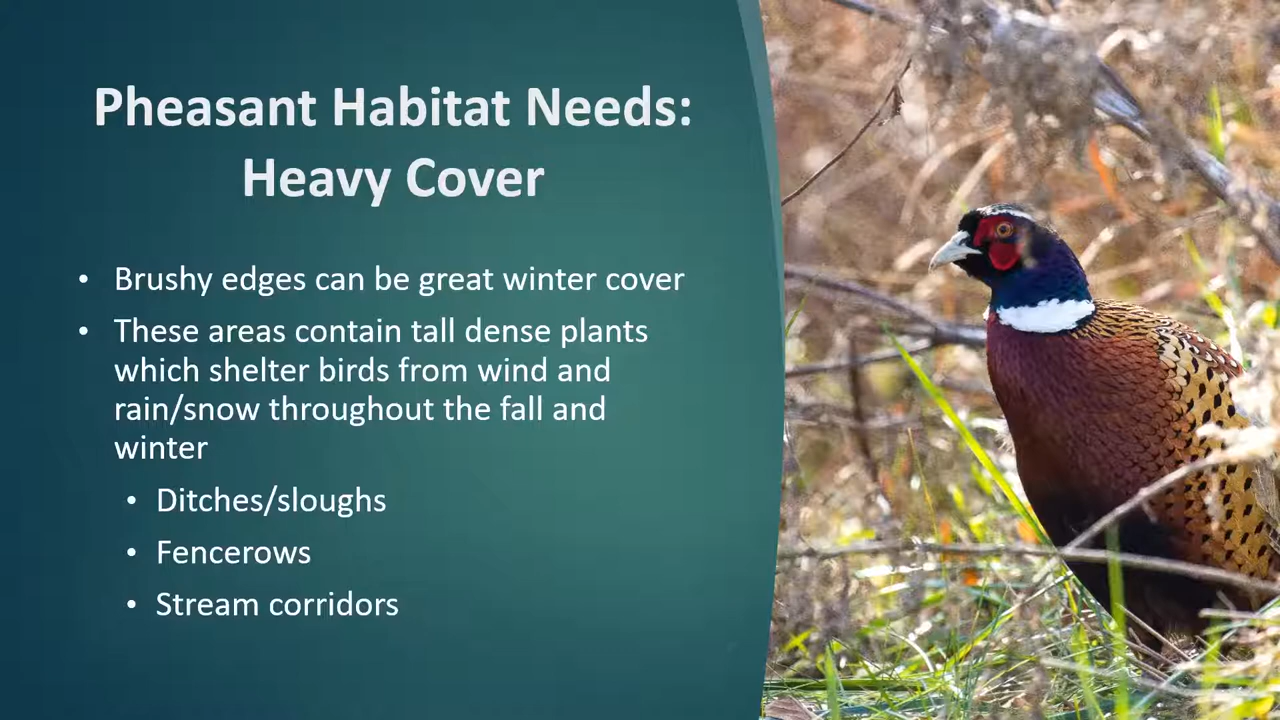 Pheasant Habitat Needs:
Heavy Cover
• Brushy edges can be great winter cover
• These areas contain tall dense plants
which shelter birds from wind and
rain/snow throughout the fall and
winter
• Ditches/sloughs
• Fencerows
• Stream corridors